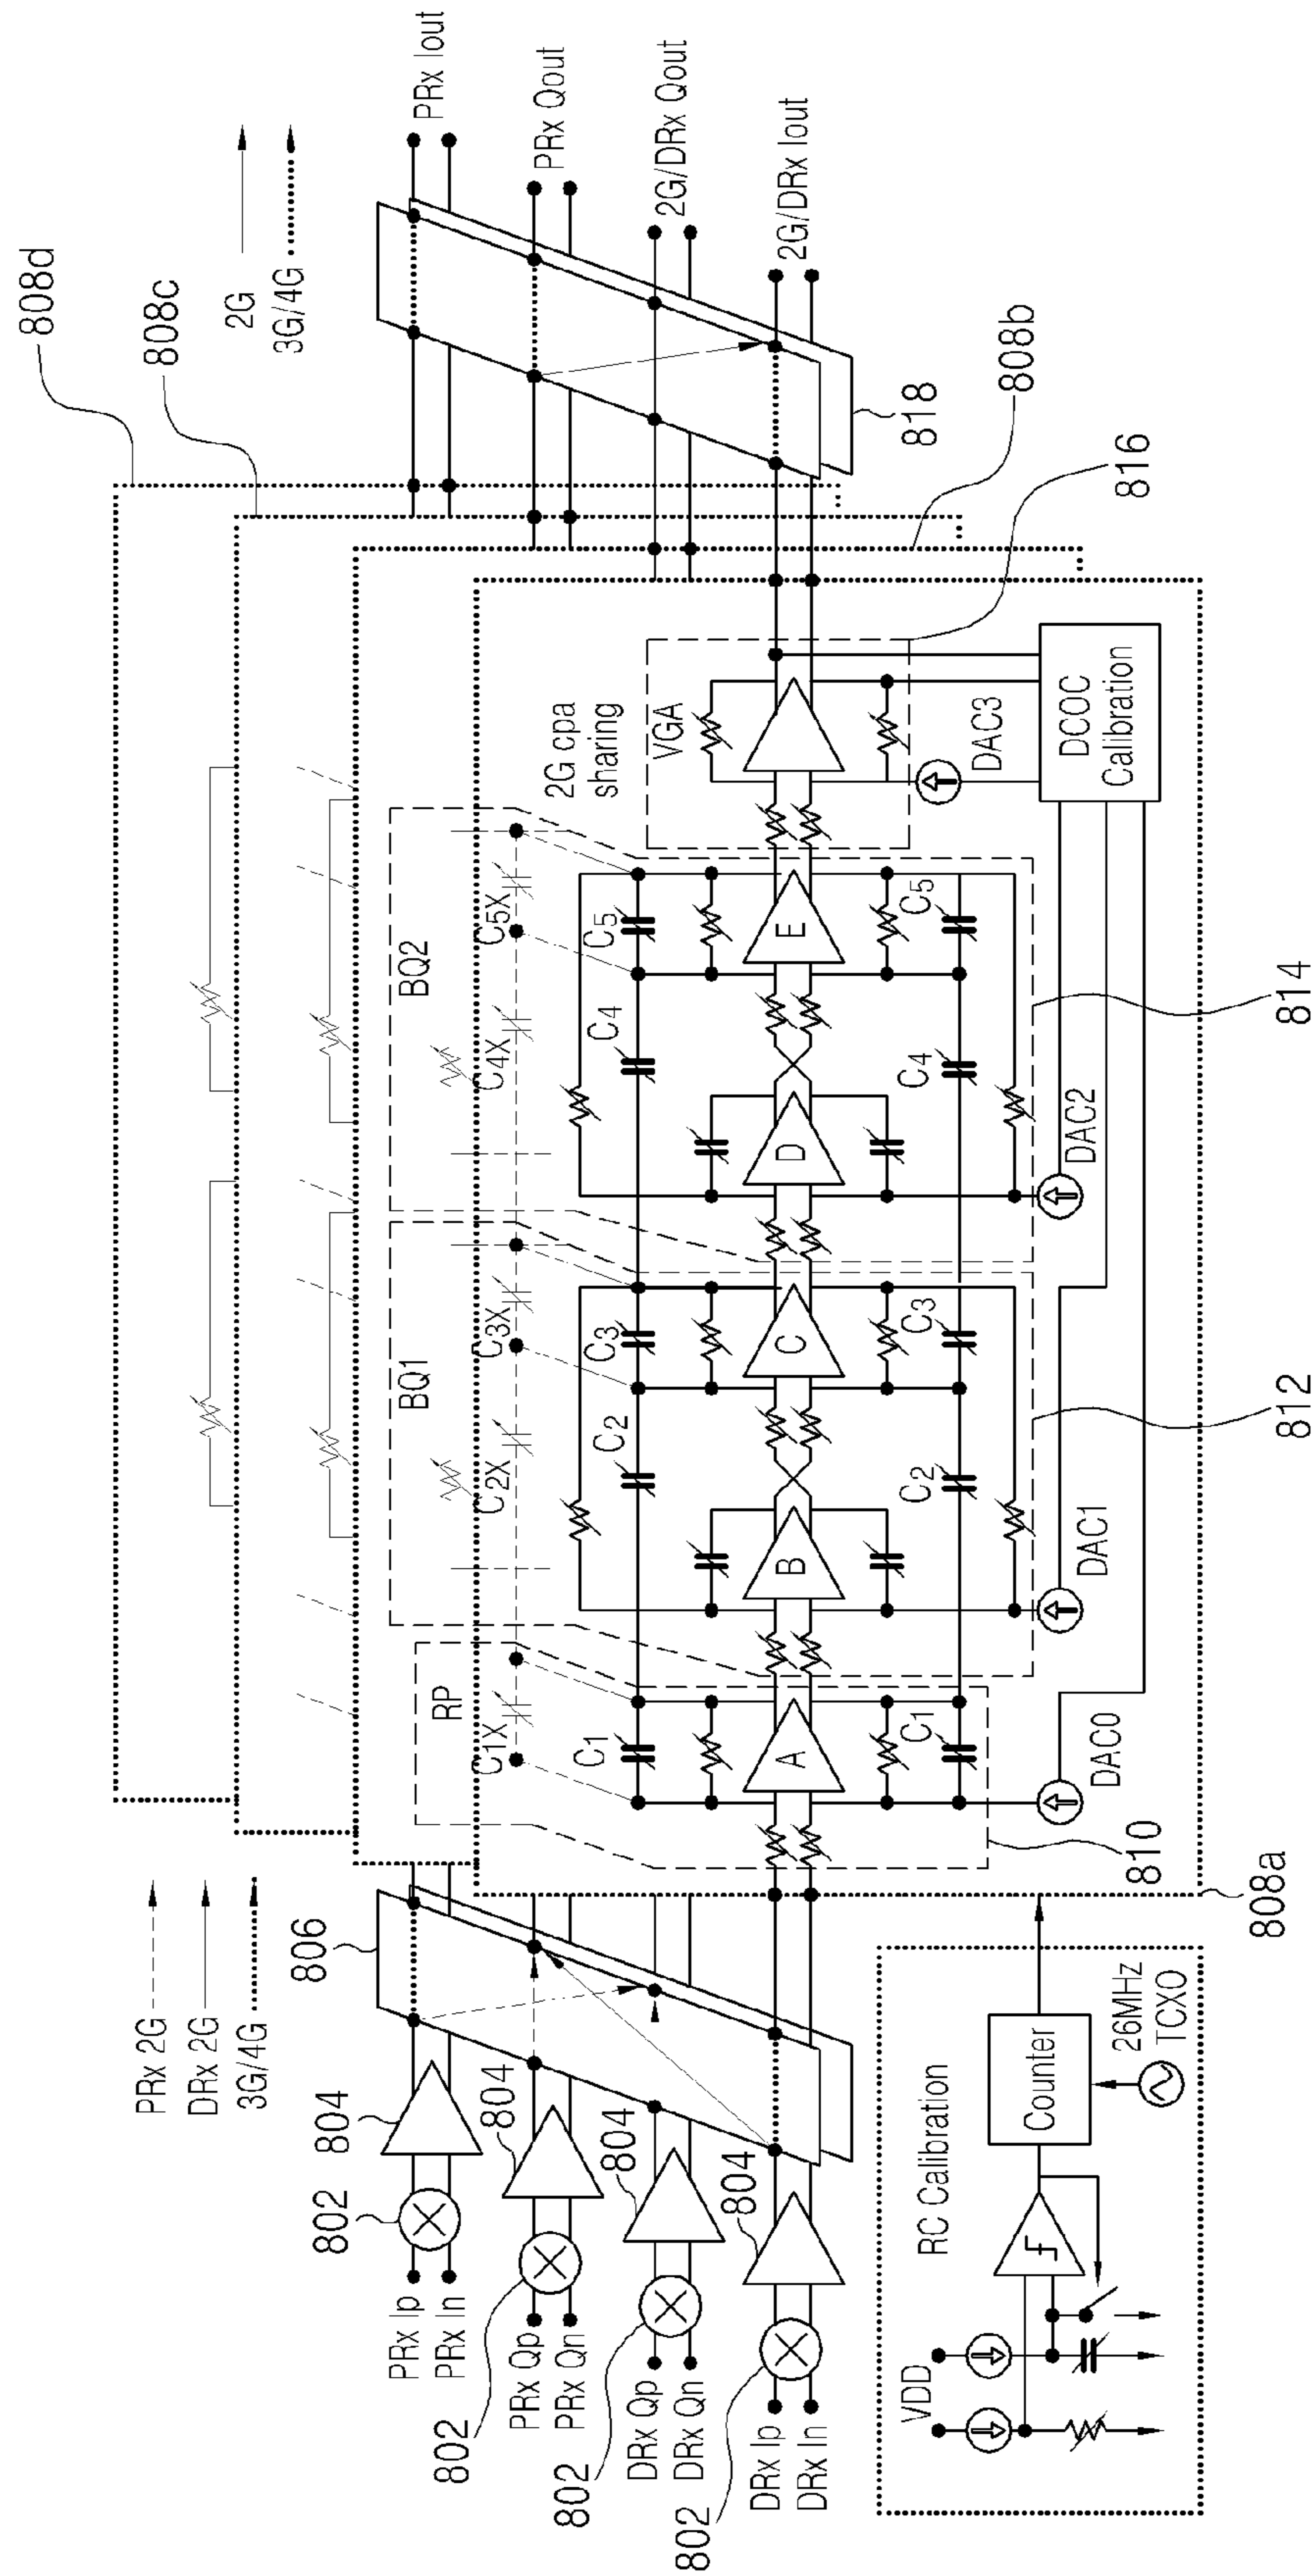 PRx 2G
DRx 2G
3G/4G
806
804
802
PRx Ip
PRx In
804
802
PRx Qp
PRx Qn
804
802
DRx Qp
DRx Qn
804
802
DRx Ip
DRx In
808d
808c
2G
3G/4G
PRx Iout
PRx Qout
2G/DRx Qout
2G/DRx Iout
818
808b
816
RP
BQ1
BQ2
2G cpa
sharing
VGA
C1X
C2X
C3X
C4X
C5X
C1
C2
C3
C4
C5
A
B
C
D
E
C1
C2
C3
C4
C5
DAC0
DAC1
DAC2
DAC3
DCOC
Calibration
810
812
814
808a
RC Calibration
VDD
Counter
26MHz
TCXO